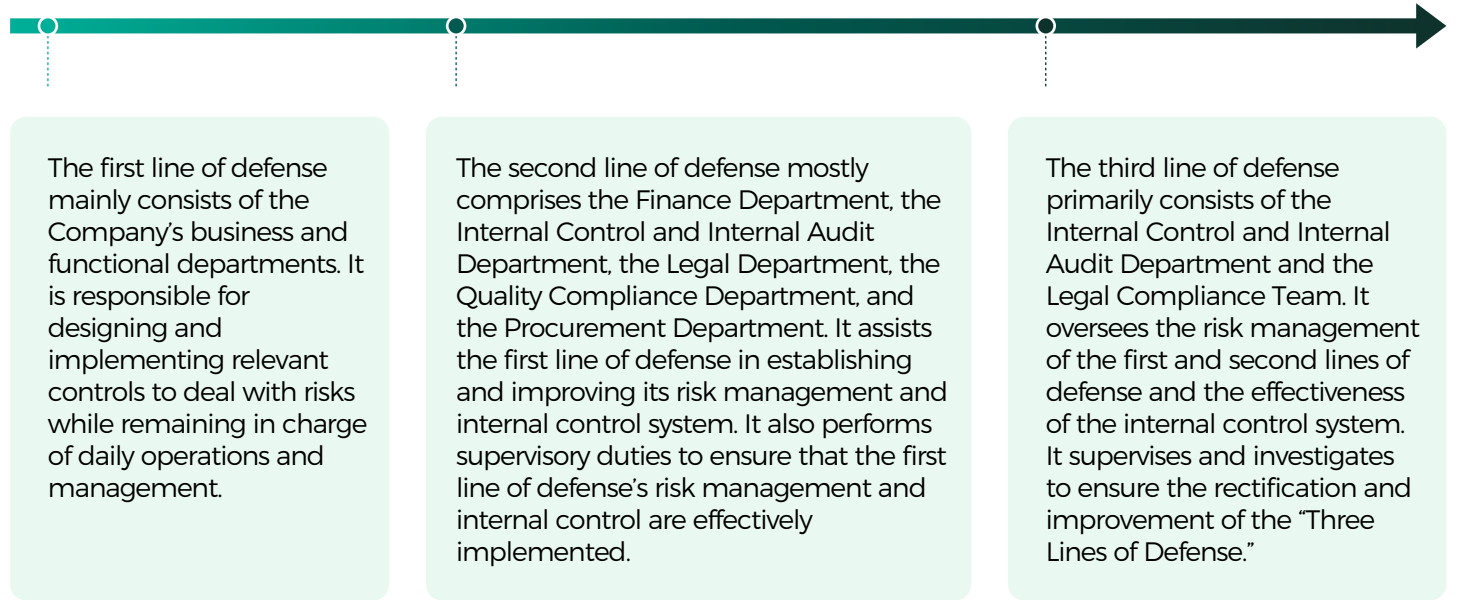 The first line of defense
mainly consists of the
Company’s business and
functional departments. It
is responsible for
designing and
implementing relevant
controls to deal with risks
while remaining in charge
of daily operations and
management.
The second line of defense mostly
comprises the Finance Department, the
Internal Control and Internal Audit
Department, the Legal Department, the
Quality Compliance Department, and
the Procurement Department. It assists
the first line of defense in establishing
and improving its risk management and
internal control system. It also performs
supervisory duties to ensure that the first
line of defense’s risk management and
internal control are effectively
implemented.
The third line of defense
primarily consists of the
Internal Control and Internal
Audit Department and the
Legal Compliance Team. It
oversees the risk management
of the first and second lines of
defense and the effectiveness
of the internal control system.
It supervises and investigates
to ensure the rectification and
improvement of the “Three
Lines of Defense.”